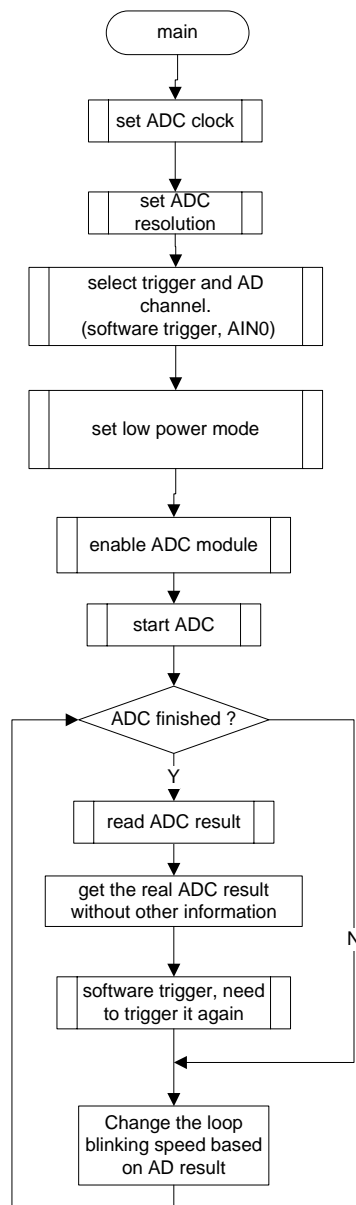 main
set ADC clock
set ADC
resolution
select trigger and AD
channel.
(software trigger, AIN0)
set low power mode
enable ADC module
start ADC
ADC finished ?
Y
read ADC result
get the real ADC result
without other information
N
software trigger, need
to trigger it again
Change the loop
blinking speed based
on AD result